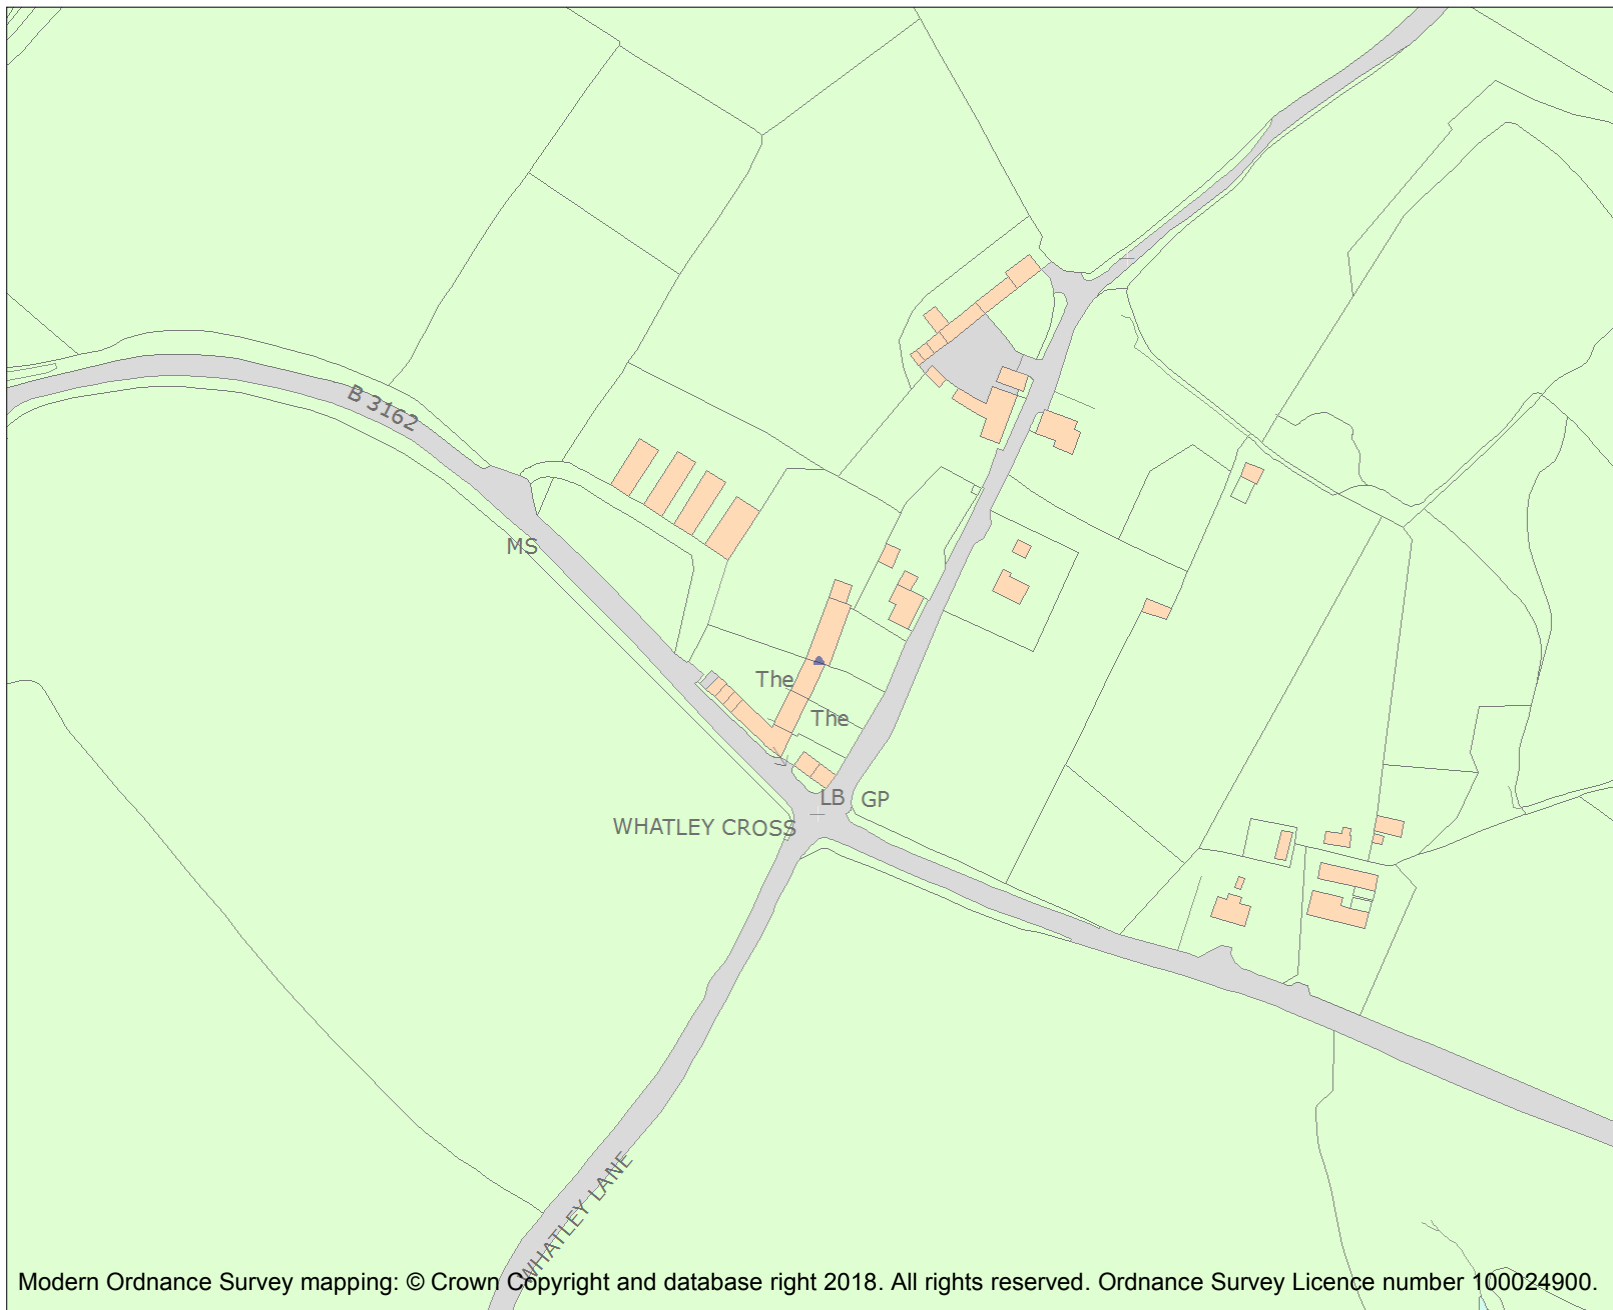 B 3162
MS
The
The
LB GP
WHATLEY CROSS
WHATLEY LANE
Modern Ordnance Survey mapping: © Crown Copyright and database right 2018. All rights reserved. Ordnance Survey Licence number 100024900.